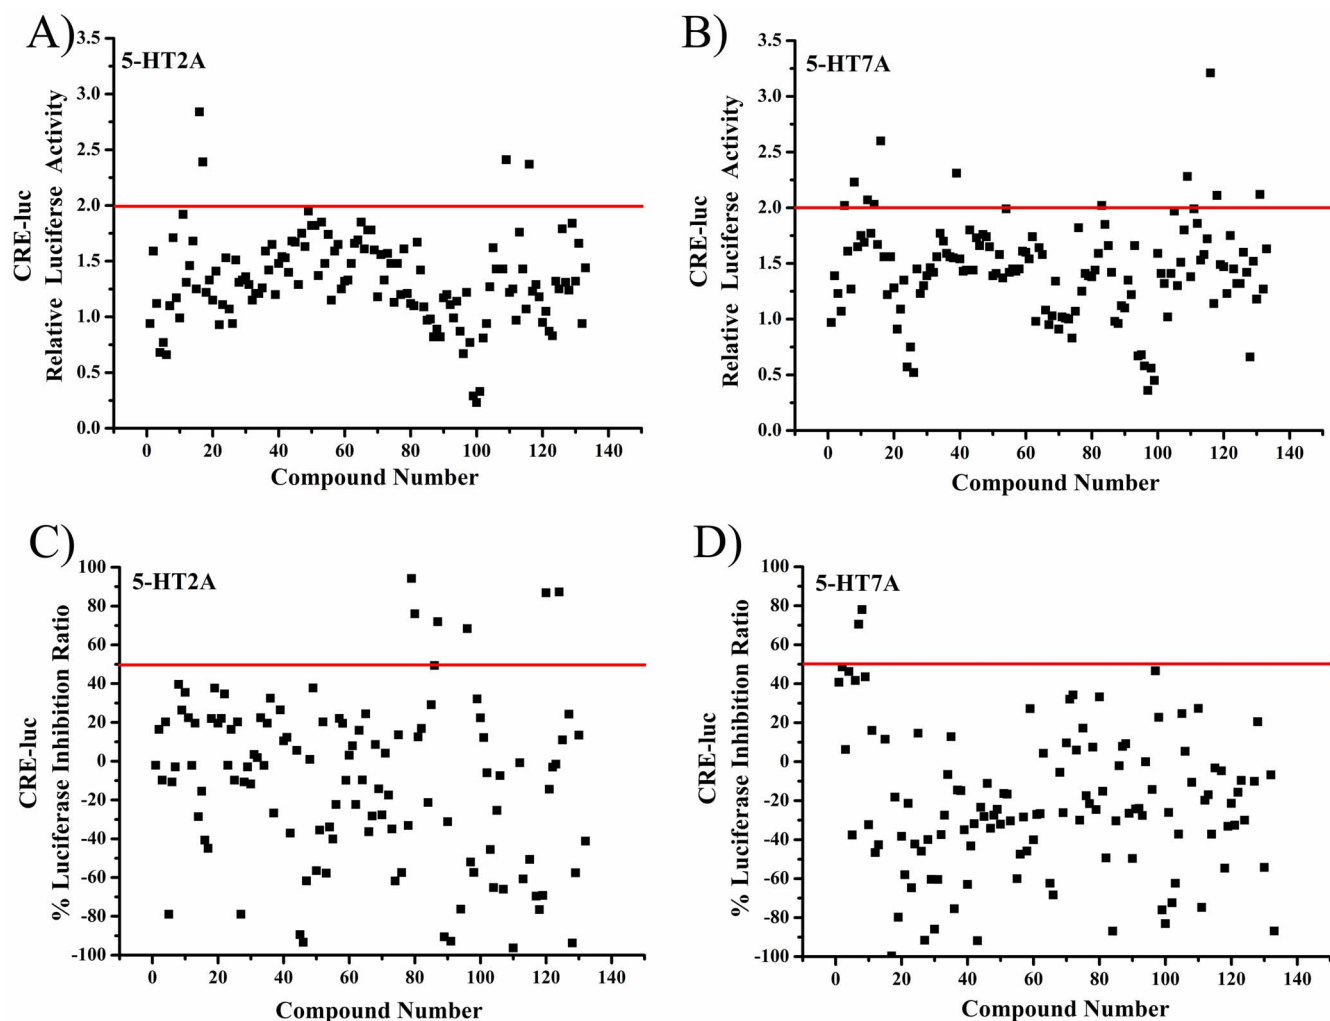 A)
5-HT2A
3.5
3.0
2.5
2.0
1.5
1.0
0.5
0.0
0 20 40 60 80 100 120 140
Compound Number
CRE-luc
Relative Luciferse Activity
B)
5-HT7A
3.5
3.0
2.5
2.0
1.5
1.0
0.5
0.0
0 20 40 60 80 100 120 140
Compound Number
CRE-luc
Relative Luciferse Activity
C)
5-HT2A
100
80
60
40
20
0
-20
-40
-60
-80
-100
0 20 40 60 80 100 120 140
Compound Number
CRE-luc
% Luciferase Inhibition Ratio
D)
5-HT7A
100
80
60
40
20
0
-20
-40
-60
-80
-100
0 20 40 60 80 100 120 140
Compound Number
CRE-luc
% Luciferase Inhibition Ratio